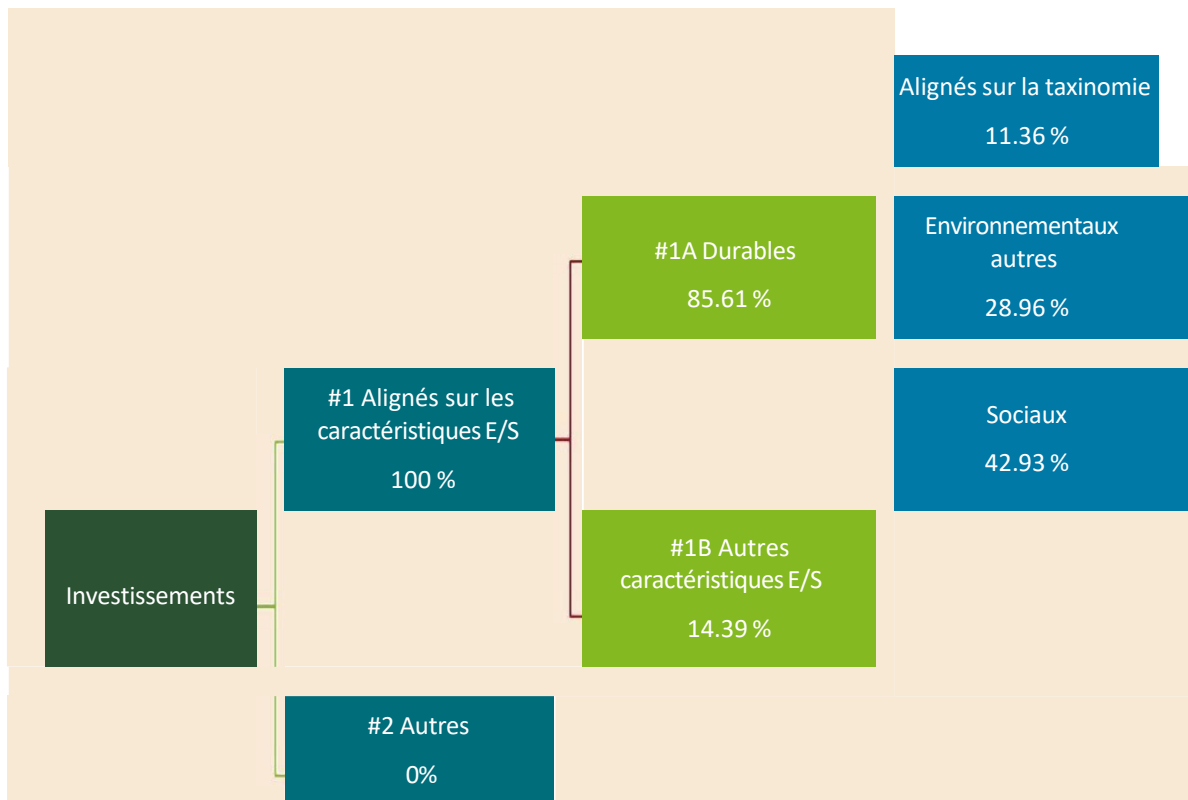 Investissements
#1 Alignés sur les
caractéristiques E/S
100 %
#2 Autres
0%
#1A Durables
85.61 %
#1B Autres
caractéristiques E/S
14.39 %
Alignés sur la taxinomie
11.36 %
Environnementaux
autres
28.96 %
Sociaux
42.93 %